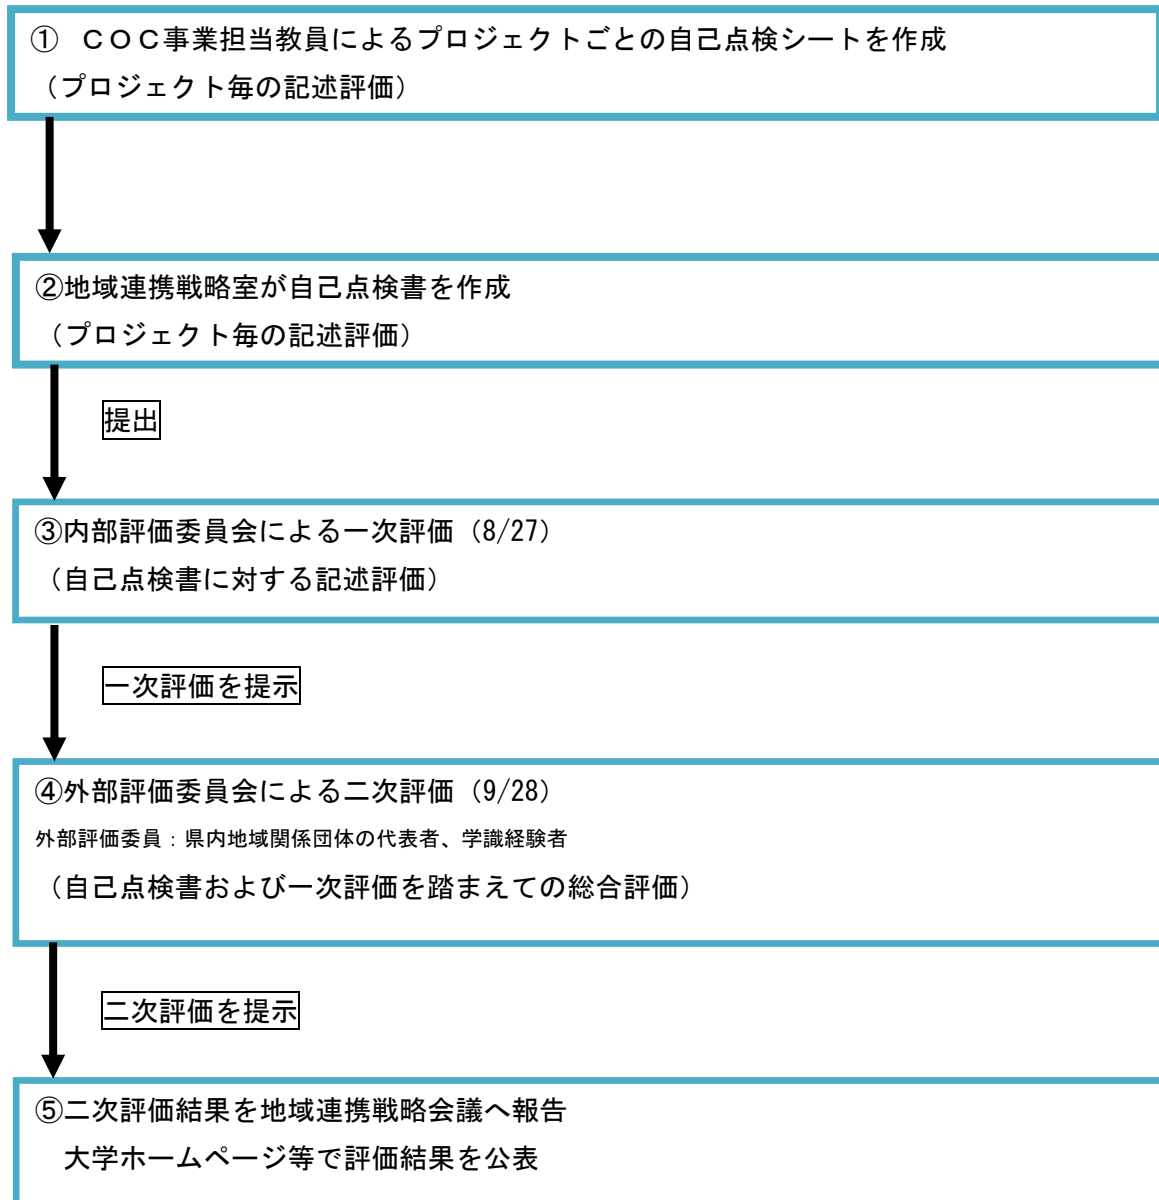 ① ＣＯＣ事業担当教員によるプロジェクトごとの自己点検シートを作成
（プロジェクト毎の記述評価）
②地域連携戦略室が自己点検書を作成
（プロジェクト毎の記述評価）
提出
③内部評価委員会による一次評価（8/27）
（自己点検書に対する記述評価）
一次評価を提示
④外部評価委員会による二次評価（9/28）
外部評価委員：県内地域関係団体の代表者、学識経験者
（自己点検書および一次評価を踏まえての総合評価）
二次評価を提示
⑤二次評価結果を地域連携戦略会議へ報告
大学ホームページ等で評価結果を公表